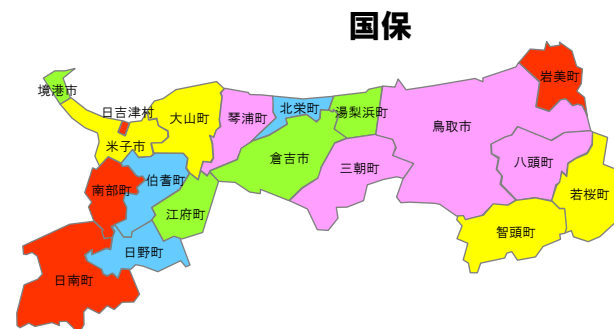 国保
岩美町
境港市
日吉津村
大山町
琴浦町
北栄町
湯梨浜町
鳥取市
米子市
倉吉市
三朝町
八頭町
南部町
伯耆町
若桜町
江府町
智頭町
日野町
日南町